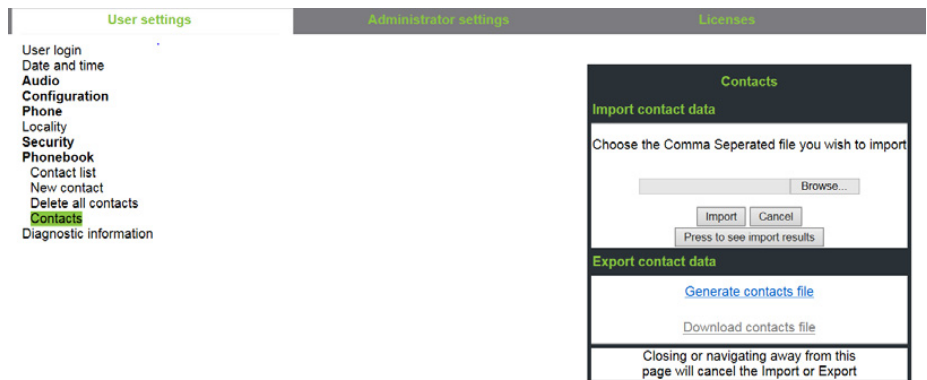 User settings
Administrator settings
Licenses
User login
Date and time
Audio
Configuration
Phone
Locality
Security
Phonebook
Contact list
New contact
Delete all contacts
Contacts
Diagnostic information
Contacts
Import contact data
Choose the Comma Seperated file you wish to import
Browse...
Import
Cancel
Press to see import results
Export contact data
Generate contacts file
Download contacts file
Closing or navigating away from this
page will cancel the Import or Export